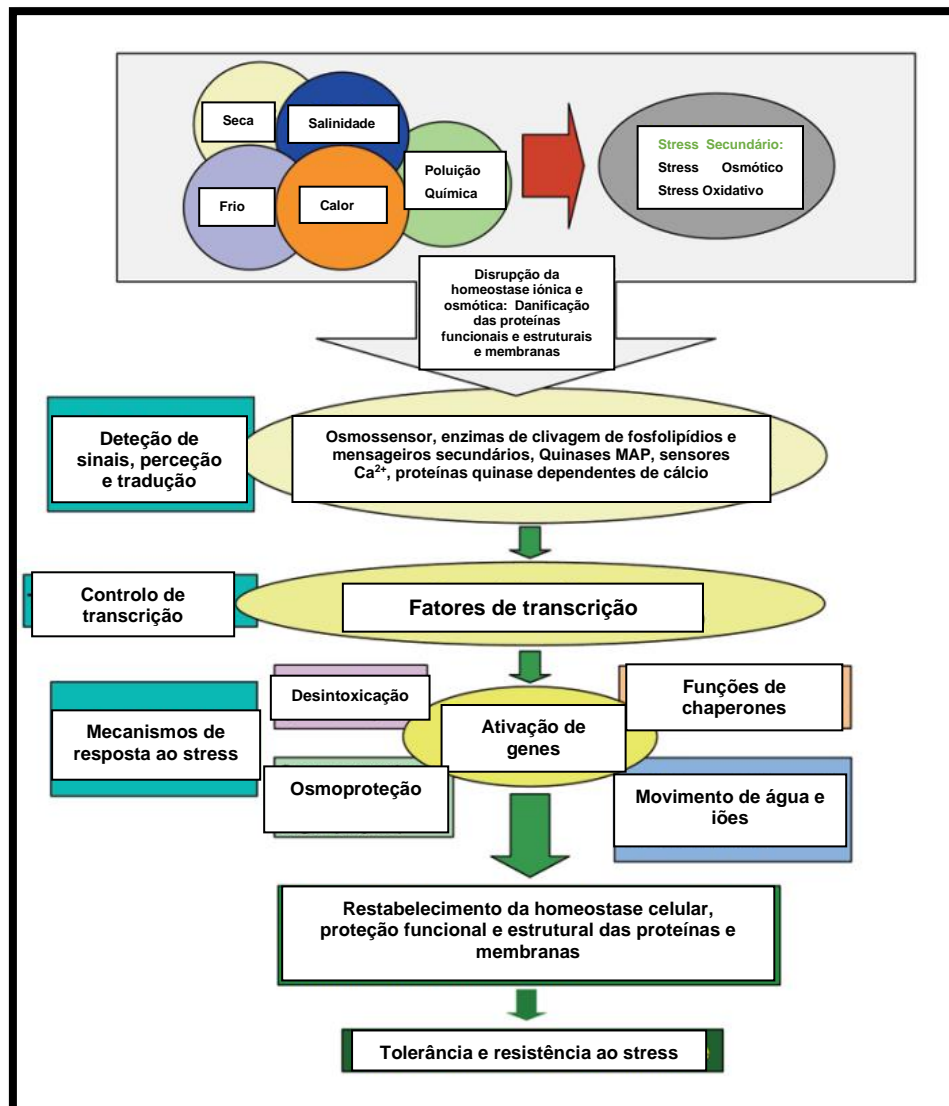 Seca
Salinidade
Frio
Calor
Poluição
Química
Stress Secundário:
Stress Osmótico
Stress Oxidativo
Disrupção da
homeostase iónica e
osmótica: Danificação
das proteínas
funcionais e estruturais
e membranas
Deteção de
sinais, perceção
e tradução
Osmossensor, enzimas de clivagem de fosfolipídios e
mensageiros secundários, Quinases MAP, sensores
Ca²⁺, proteínas quinase dependentes de cálcio
Controlo de
transcrição
Fatores de transcrição
Mecanismos de
resposta ao stress
Desintoxicação
Osmoproteção
Ativação de
genes
Funções de
chaperones
Movimento de água e
iões
Restabelecimento da homeostase celular,
proteção funcional e estrutural das proteínas e
membranas
Tolerância e resistência ao stress